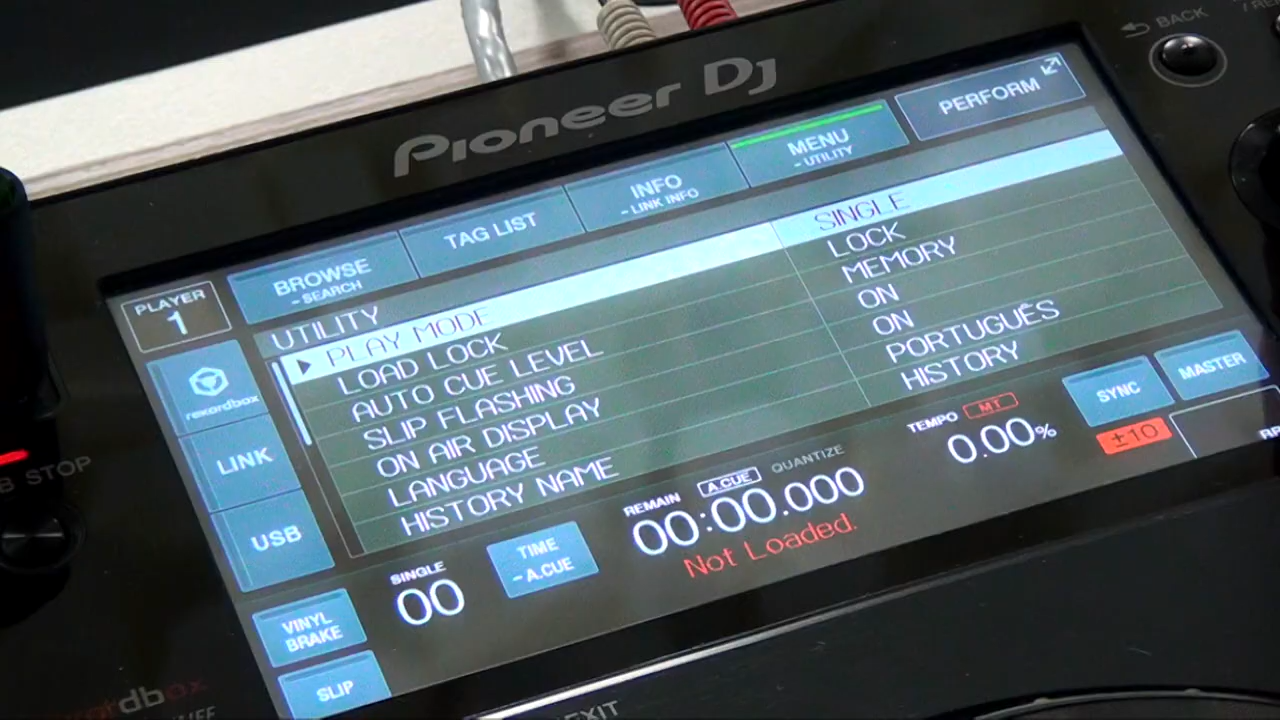 BACK
Pioneer Dj
PERFORM
MENU
- UTILITY
INFO
- LINK INFO
TAG LIST
BROWSE
- SEARCH
PLAYER
1
UTILITY
PLAY MODE SINGLE
LOAD LOCK LOCK
AUTO CUE LEVEL MEMORY
SLIP FLASHING ON
ON AIR DISPLAY ON
LANGUAGE PORTUGUÊS
HISTORY NAME HISTORY
rekordbox
LINK
USB
STOP
SYNC
MASTER
TEMPO MT
0.00%
±10
REMAIN A.CUE QUANTIZE
00:00.000
Not Loaded.
TIME
- A.CUE
SINGLE
00
VINYL
BRAKE
SLIP